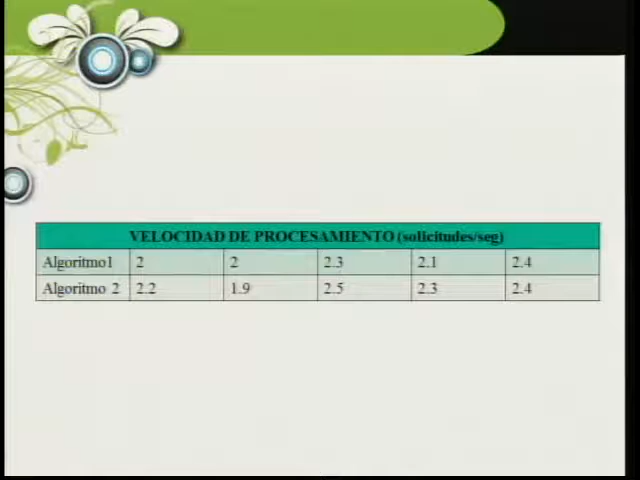 VELOCIDAD DE PROCESAMIENTO (solicitudes/seg)
Algoritmo1 2 2 2.3 2.1 2.4
Algoritmo 2 2.2 1.9 2.5 2.3 2.4